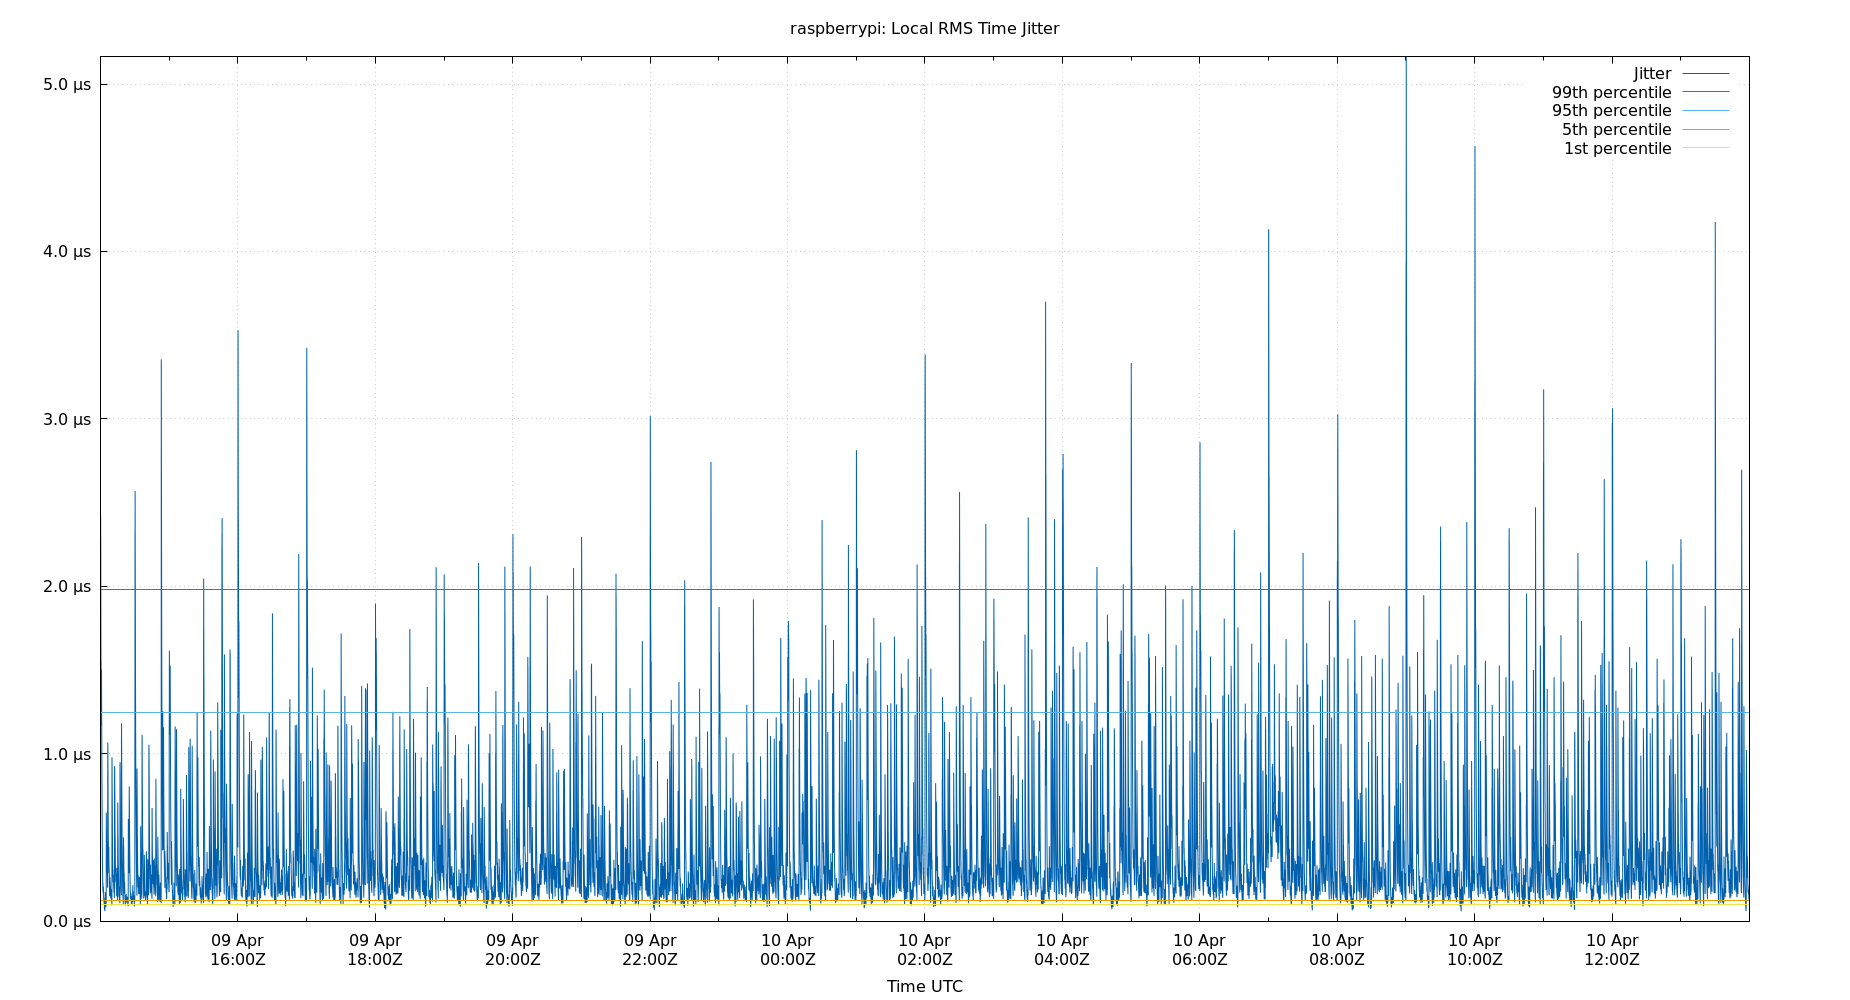 raspberrypi: Local RMS Time Jitter
5.0 µs
4.0 µs
3.0 µs
2.0 µs
1.0 µs
0.0 µs
Jitter
99th percentile
95th percentile
5th percentile
1st percentile
09 Apr 09 Apr 09 Apr 09 Apr 10 Apr 10 Apr 10 Apr 10 Apr 10 Apr 10 Apr 10 Apr
16:00Z 18:00Z 20:00Z 22:00Z 00:00Z 02:00Z 04:00Z 06:00Z 08:00Z 10:00Z 12:00Z
Time UTC